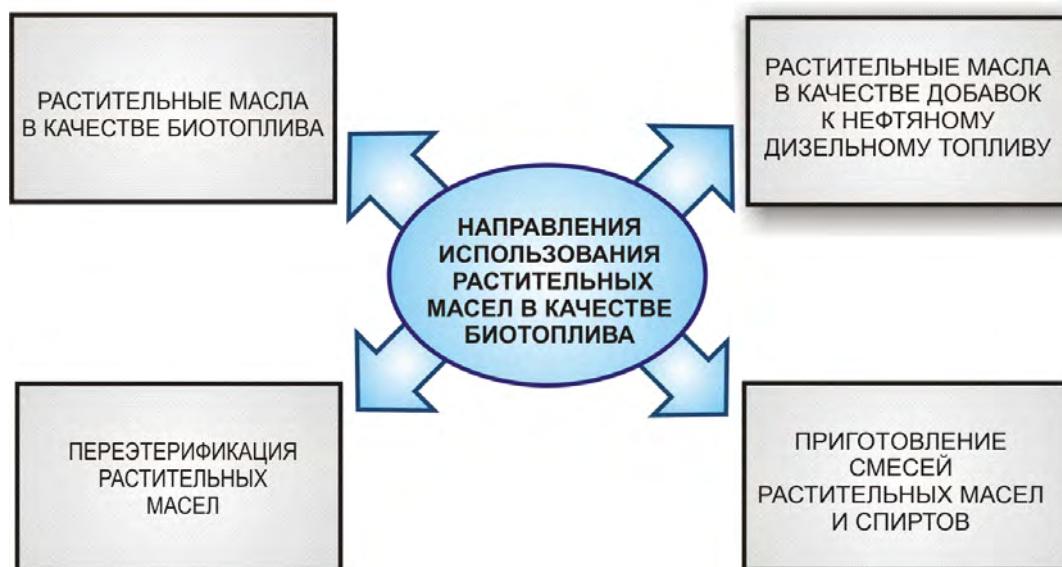 РАСТИТЕЛЬНЫЕ МАСЛА
В КАЧЕСТВЕ БИОТОПЛИВА
РАСТИТЕЛЬНЫЕ МАСЛА
В КАЧЕСТВЕ ДОБАВОК
К НЕФТЯНОМУ
ДИЗЕЛЬНОМУ ТОПЛИВУ
НАПРАВЛЕНИЯ
ИСПОЛЬЗОВАНИЯ
РАСТИТЕЛЬНЫХ
МАСЕЛ В КАЧЕСТВЕ
БИОТОПЛИВА
ПЕРЕЭТЕРИФИКАЦИЯ
РАСТИТЕЛЬНЫХ
МАСЕЛ
ПРИГОТОВЛЕНИЕ
СМЕСЕЙ
РАСТИТЕЛЬНЫХ МАСЕЛ
И СПИРТОВ